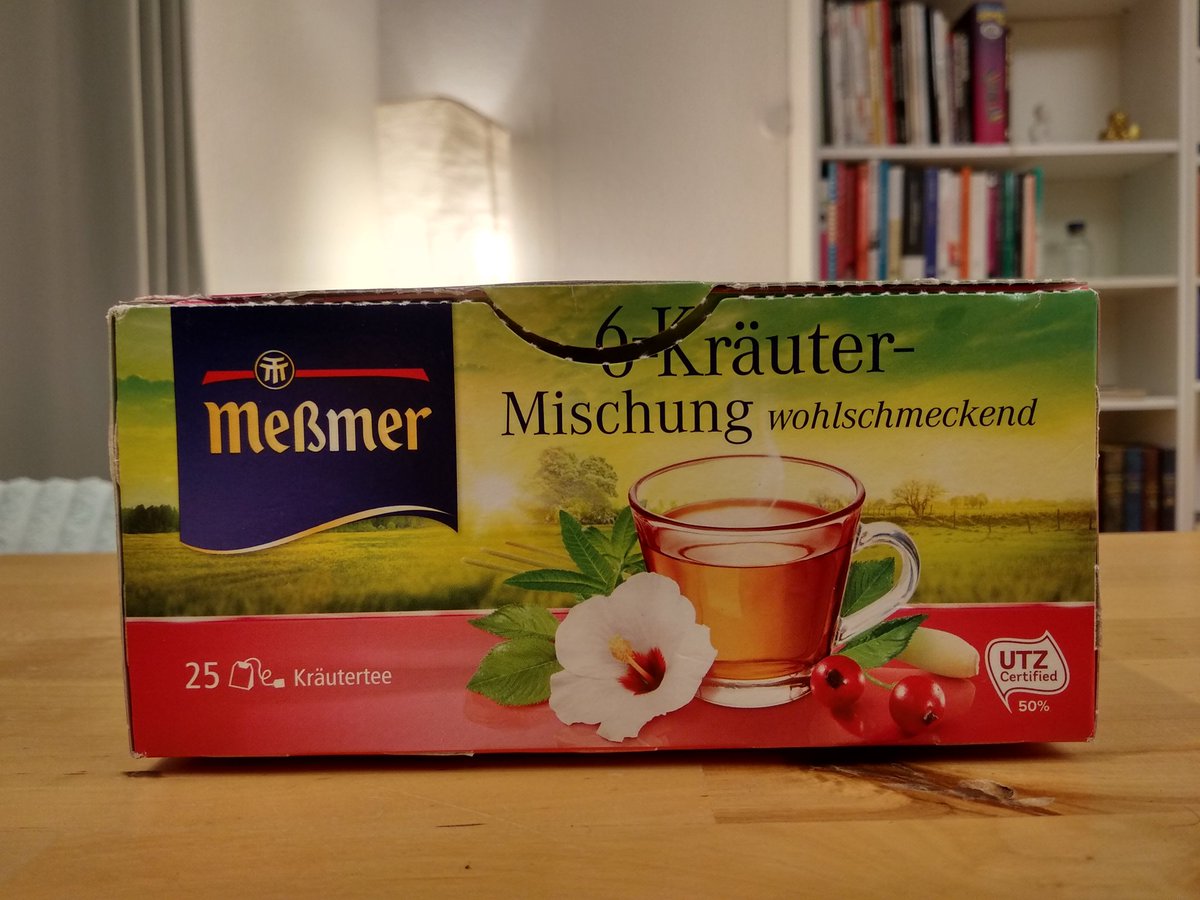 Meßmer
6-Kräuter-
Mischung wohlschmeckend
25 Kräutertee
UTZ
Certified
50%